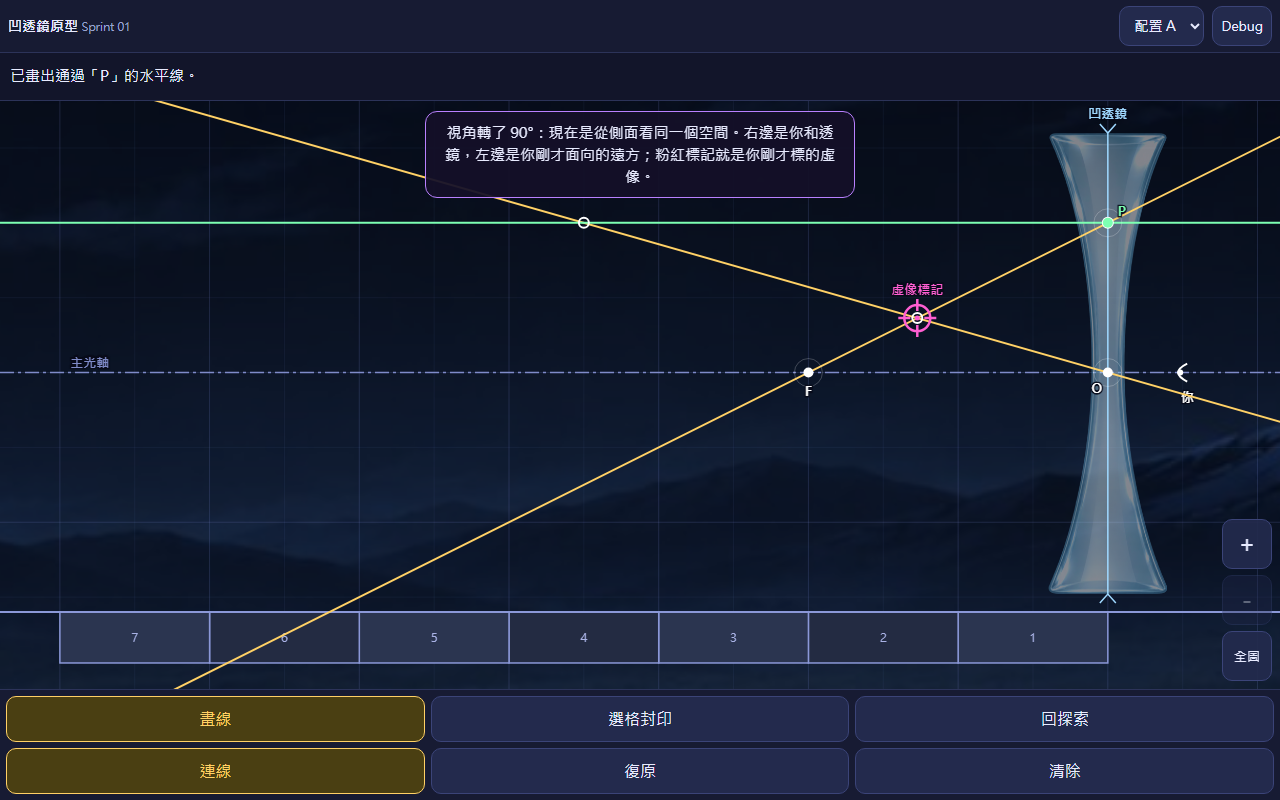 凹透鏡原型 Sprint 01
配置 A
Debug
已畫出通過「P」的水平線。
視角轉了 90°：現在是從側面看同一個空間。右邊是你和透
鏡，左邊是你剛才面向的遠方；粉紅標記就是你剛才標的虛
像。
凹透鏡
P
虛像標記
主光軸
F
O
你
+
−
全圖
7
6
5
4
3
2
1
畫線
選格封印
回探索
連線
復原
清除